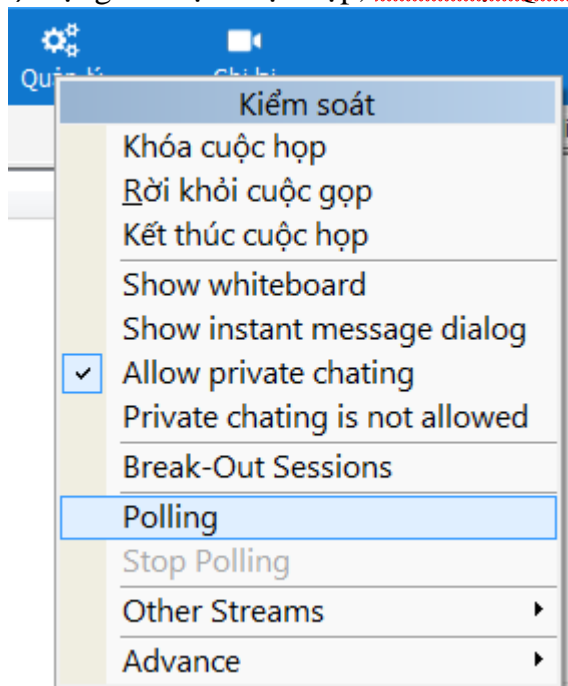 Kiểm soát
Khóa cuộc họp
Rời khỏi cuộc gọp
Kết thúc cuộc họp
Show whiteboard
Show instant message dialog
Allow private chating
Private chating is not allowed
Break-Out Sessions
Polling
Stop Polling
Other Streams
Advance